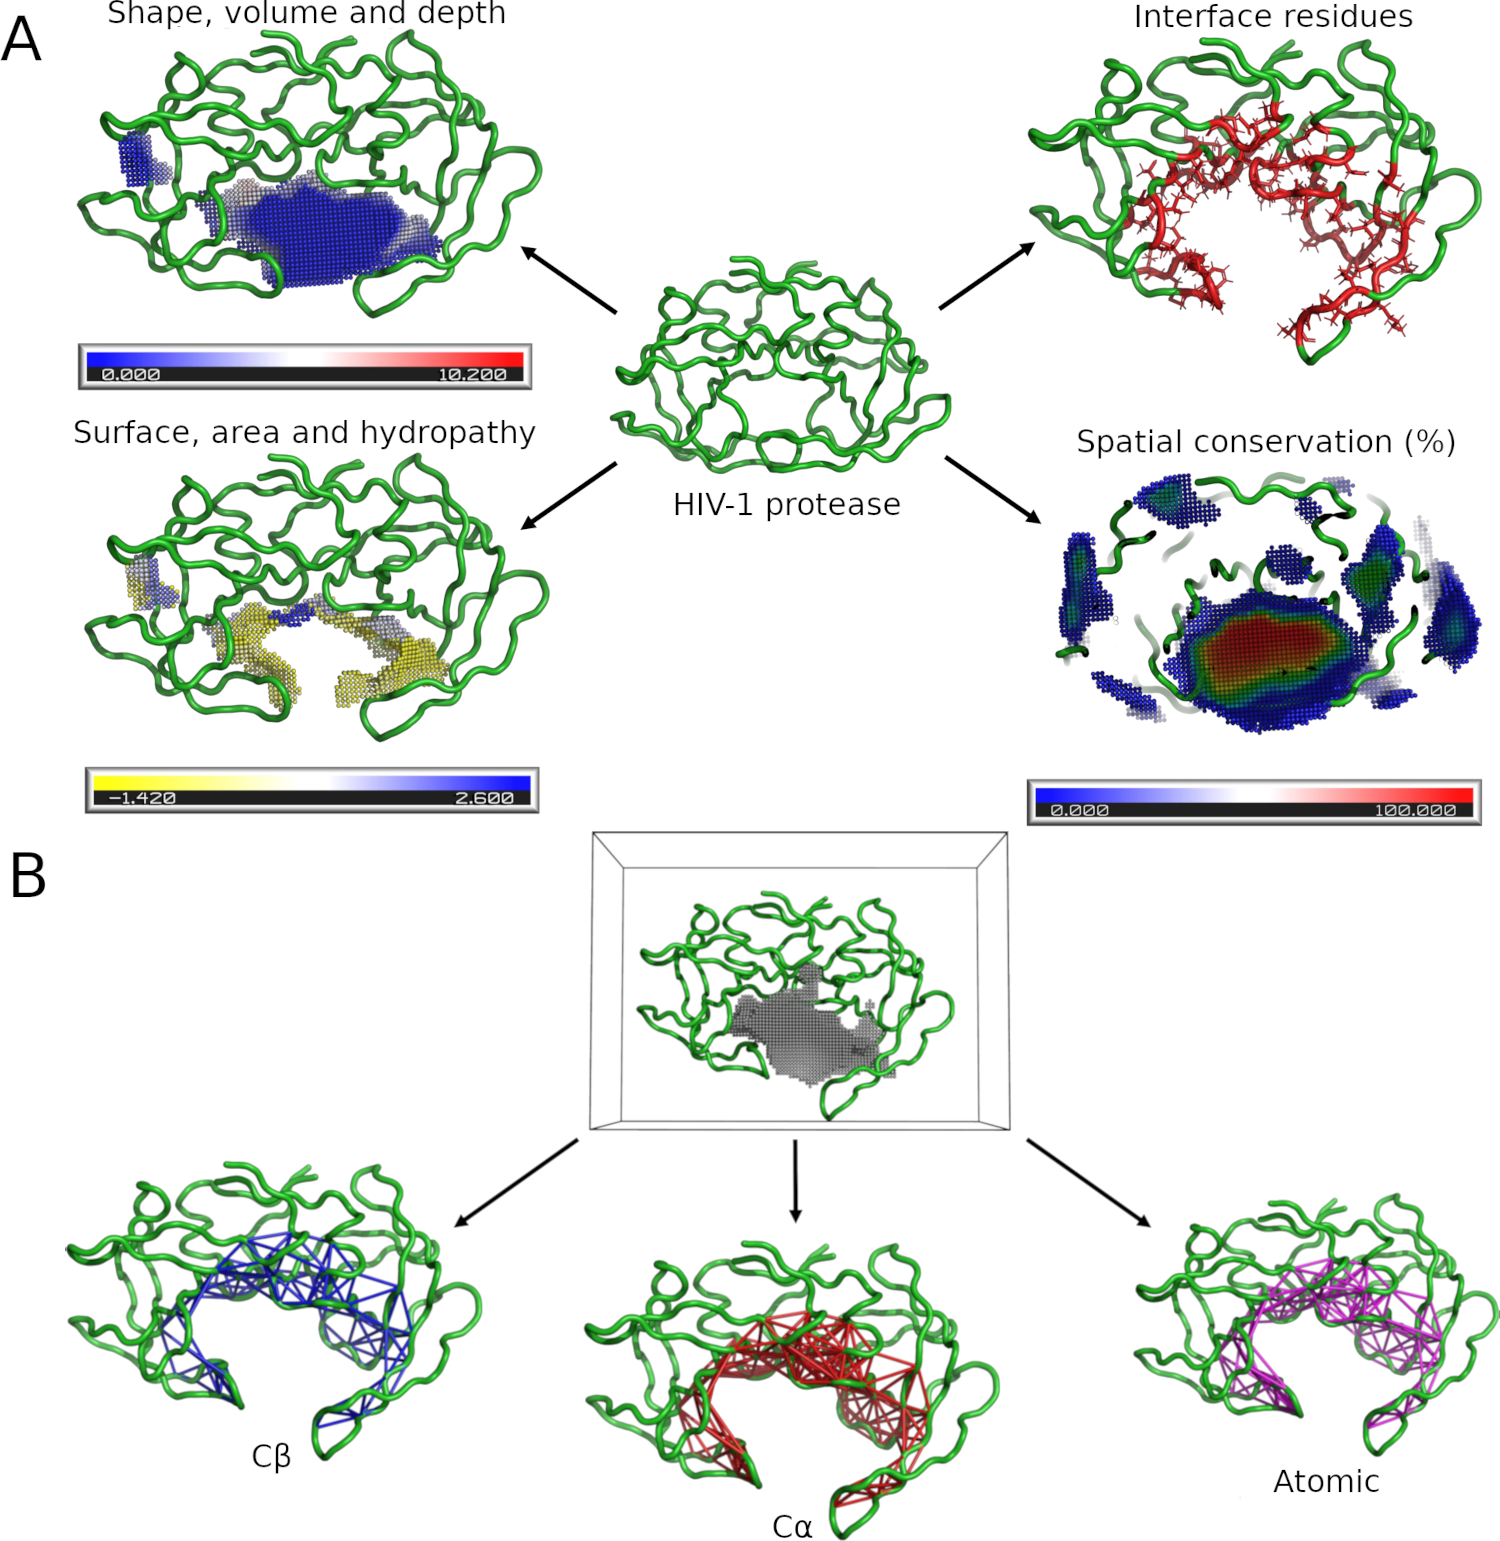 A
Shape, volume and depth
Interface residues
0.000 10.200
Surface, area and hydropathy
Spatial conservation (%)
HIV-1 protease
-1.420 2.600
0.000 100.000
B
Cβ
Cα
Atomic